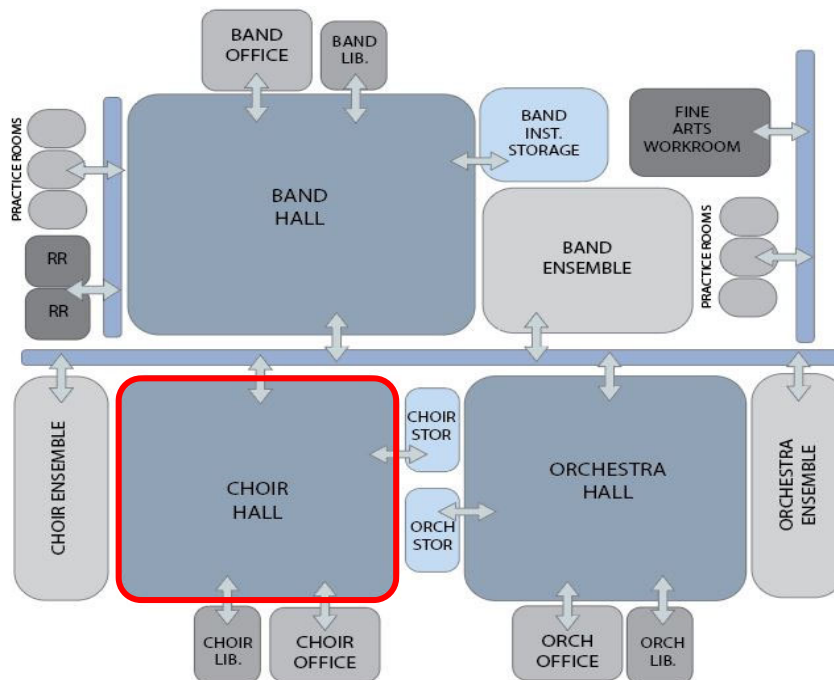 BAND
OFFICE
BAND
LIB.
BAND
INST.
STORAGE
FINE
ARTS
WORKROOM
PRACTICE ROOMS
BAND
HALL
BAND
ENSEMBLE
PRACTICE ROOMS
RR
RR
CHOIR ENSEMBLE
CHOIR
HALL
CHOIR
STOR
ORCH
STOR
ORCHESTRA
HALL
ORCHESTRA
ENSEMBLE
CHOIR
LIB.
CHOIR
OFFICE
ORCH
OFFICE
ORCH
LIB.